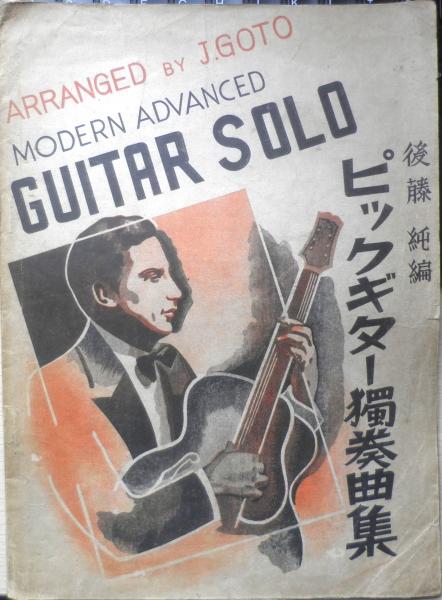 ARRANGED BY J.GOTO
MODERN ADVANCED
GUITAR SOLO
後藤 純編
ピックギター獨奏曲集